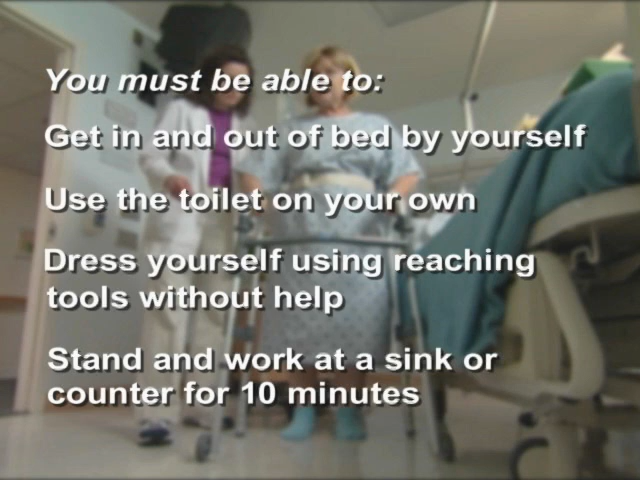 You must be able to:
Get in and out of bed by yourself
Use the toilet on your own
Dress yourself using reaching
tools without help
Stand and work at a sink or
counter for 10 minutes